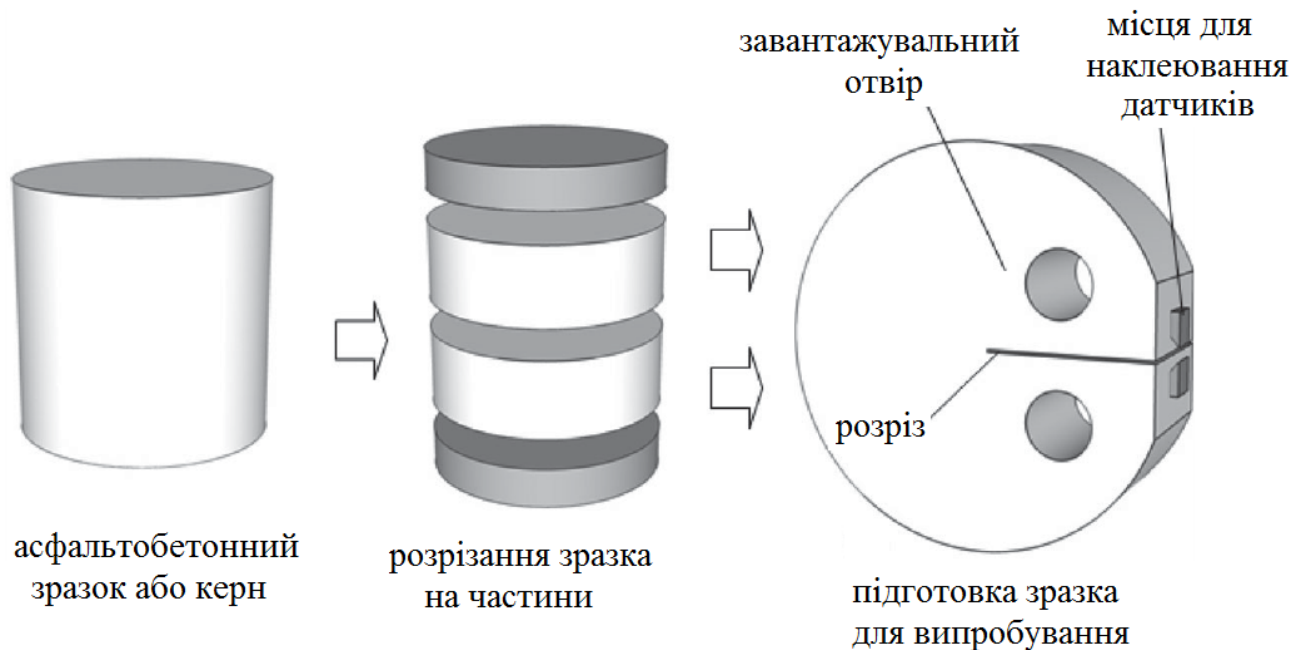 завантажувальний
отвір
місця для
наклеювання
датчиків
розріз
асфальтобетонний
зразок або керн
розрізання зразка
на частини
підготовка зразка
для випробування